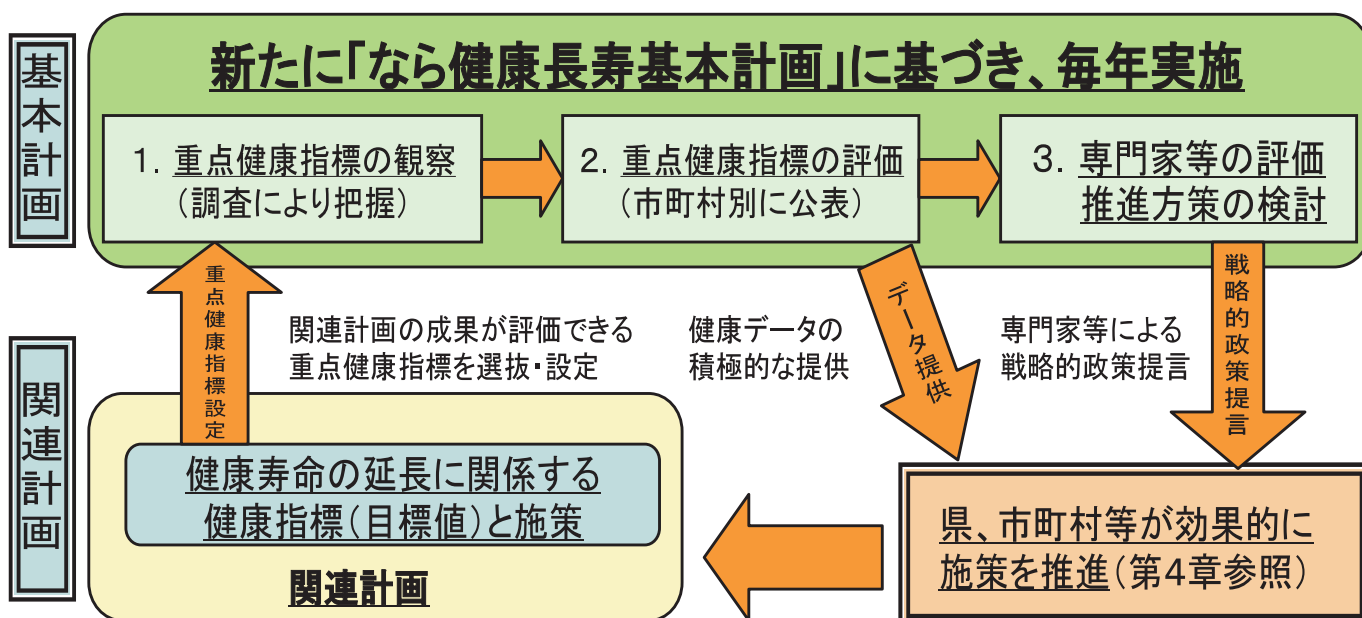 基本計画
新たに「なら健康長寿基本計画」に基づき、毎年実施
1. 重点健康指標の観察
（調査により把握）
2. 重点健康指標の評価
（市町村別に公表）
3. 専門家等の評価
推進方策の検討
重点健康指標設定
関連計画の成果が評価できる
重点健康指標を選抜・設定
健康データの
積極的な提供
データ提供
専門家等による
戦略的政策提言
戦略的政策提言
関連計画
健康寿命の延長に関係する
健康指標（目標値）と施策
関連計画
県、市町村等が効果的に
施策を推進（第４章参照）